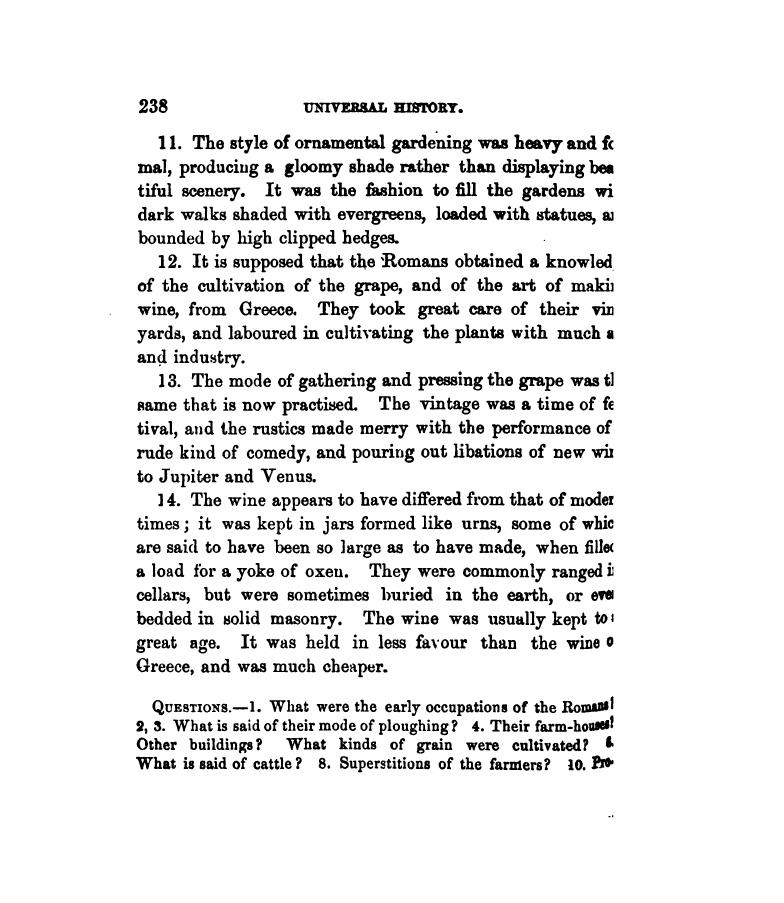 238 UNIVERSAL HISTORY.
11. The style of ornamental gardening was heavy and
mal, producing a gloomy shade rather than displaying
tiful scenery. It was the fashion to fill the gardens wi
dark walks shaded with evergreens, loaded with statues,
bounded by high clipped hedges.
12. It is supposed that the Romans obtained a knowled
of the cultivation of the grape, and of the art of
wine, from Greece. They took great care of their
yards, and laboured in cultivating the plants with much
and industry.
13. The mode of gathering and pressing the grape was
same that is now practised. The vintage was a time of
tival, and the rustics made merry with the performance of
rude kind of comedy, and pouring out libations of new
to Jupiter and Venus.
14. The wine appears to have differed from that of
times; it was kept in jars formed like urns, some of whic
are said to have been so large as to have made, when
a load for a yoke of oxen. They were commonly ranged
cellars, but were sometimes buried in the earth, or
bedded in solid masonry. The wine was usually kept to
great age. It was held in less favour than the wine o
Greece, and was much cheaper.
QUESTIONS.—1. What were the early occupations of the Romans
2, 3. What is said of their mode of ploughing? 4. Their farm-houses?
Other buildings? What kinds of grain were cultivated?
What is said of cattle? 8. Superstitions of the farmers? 10. Pro-